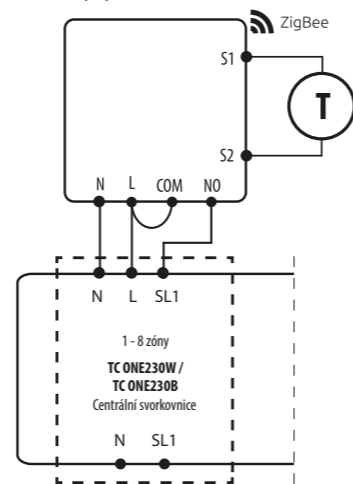 ZigBee
S1
T
S2
N L COM NO
N L SL1
1 - 8 zóny
TC ONE230W /
TC ONE230B
Centrální svorkovnice
N SL1